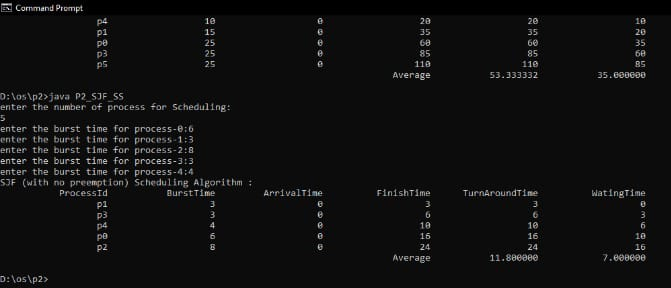 Command Prompt
p4 10 0 20 20 10
p1 15 0 35 35 20
p0 25 0 60 60 35
p3 25 0 85 85 60
p5 25 0 110 110 85
Average 53.333332 35.000000
D:\os\p2>java P2_SJF_SS
enter the number of process for Scheduling:
5
enter the burst time for process-0:6
enter the burst time for process-1:3
enter the burst time for process-2:8
enter the burst time for process-3:3
enter the burst time for process-4:4
SJF (with no preemption) Scheduling Algorithm :
ProcessId BurstTime ArrivalTime FinishTime TurnAroundTime WatingTime
p1 3 0 3 3 0
p3 3 0 6 6 3
p4 4 0 10 10 6
p0 6 0 16 16 10
p2 8 0 24 24 16
Average 11.800000 7.000000
D:\os\p2>